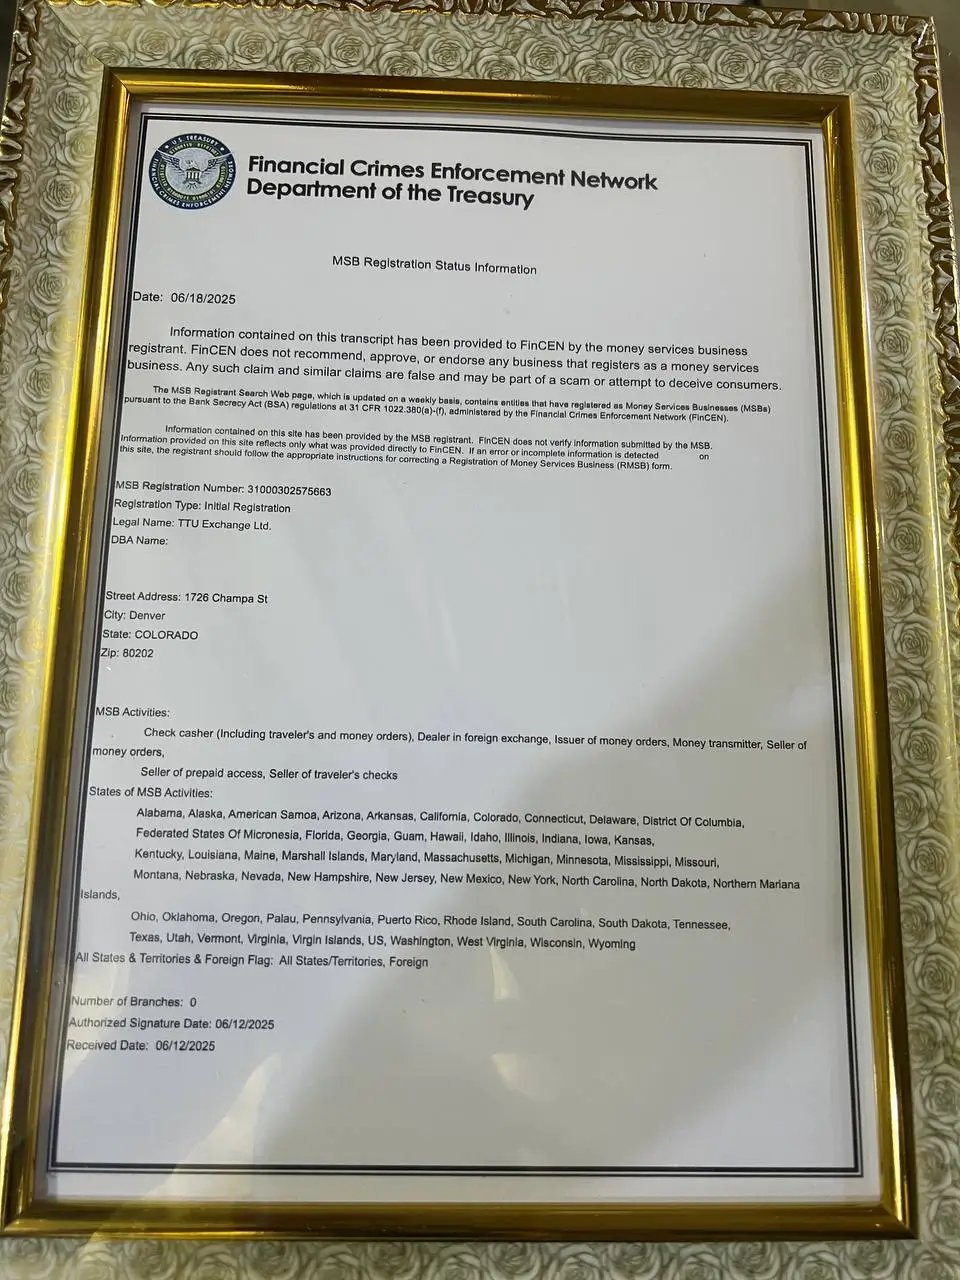 Financial Crimes Enforcement Network
Department of the Treasury
MSB Registration Status Information
Date: 06/18/2025
Information contained on this transcript has been provided to FinCEN by the money services business
registrant. FinCEN does not recommend, approve, or endorse any business that registers as a money services
business. Any such claim and similar claims are false and may be part of a scam or attempt to deceive consumers.
The MSB Registrant Search Web page, which is updated on a weekly basis, contains entities that have registered as Money Services Businesses (MSBs)
pursuant to the Bank Secrecy Act (BSA) regulations at 31 CFR 1022.380(a)-(f), administered by the Financial Crimes Enforcement Network (FinCEN).
Information contained on this site has been provided by the MSB registrant. FinCEN does not verify information submitted by the MSB.
Information provided on this site reflects only what was provided directly to FinCEN. If an error or incomplete information is detected on
this site, the registrant should follow the appropriate instructions for correcting a Registration of Money Services Business (RMSB) form.
MSB Registration Number: 31000302575663
Registration Type: Initial Registration
Legal Name: TTU Exchange Ltd.
DBA Name:
Street Address: 1726 Champa St
City: Denver
State: COLORADO
Zip: 80202
MSB Activities:
Check casher (Including traveler's and money orders), Dealer in foreign exchange, Issuer of money orders, Money transmitter, Seller of
money orders,
Seller of prepaid access, Seller of traveler's checks
States of MSB Activities:
Alabama, Alaska, American Samoa, Arizona, Arkansas, California, Colorado, Connecticut, Delaware, District Of Columbia,
Federated States Of Micronesia, Florida, Georgia, Guam, Hawaii, Idaho, Illinois, Indiana, Iowa, Kansas,
Kentucky, Louisiana, Maine, Marshall Islands, Maryland, Massachusetts, Michigan, Minnesota, Mississippi, Missouri,
Montana, Nebraska, Nevada, New Hampshire, New Jersey, New Mexico, New York, North Carolina, North Dakota, Northern Mariana
Islands,
Ohio, Oklahoma, Oregon, Palau, Pennsylvania, Puerto Rico, Rhode Island, South Carolina, South Dakota, Tennessee,
Texas, Utah, Vermont, Virginia, Virgin Islands, US, Washington, West Virginia, Wisconsin, Wyoming
All States & Territories & Foreign Flag: All States/Territories, Foreign
Number of Branches: 0
Authorized Signature Date: 06/12/2025
Received Date: 06/12/2025